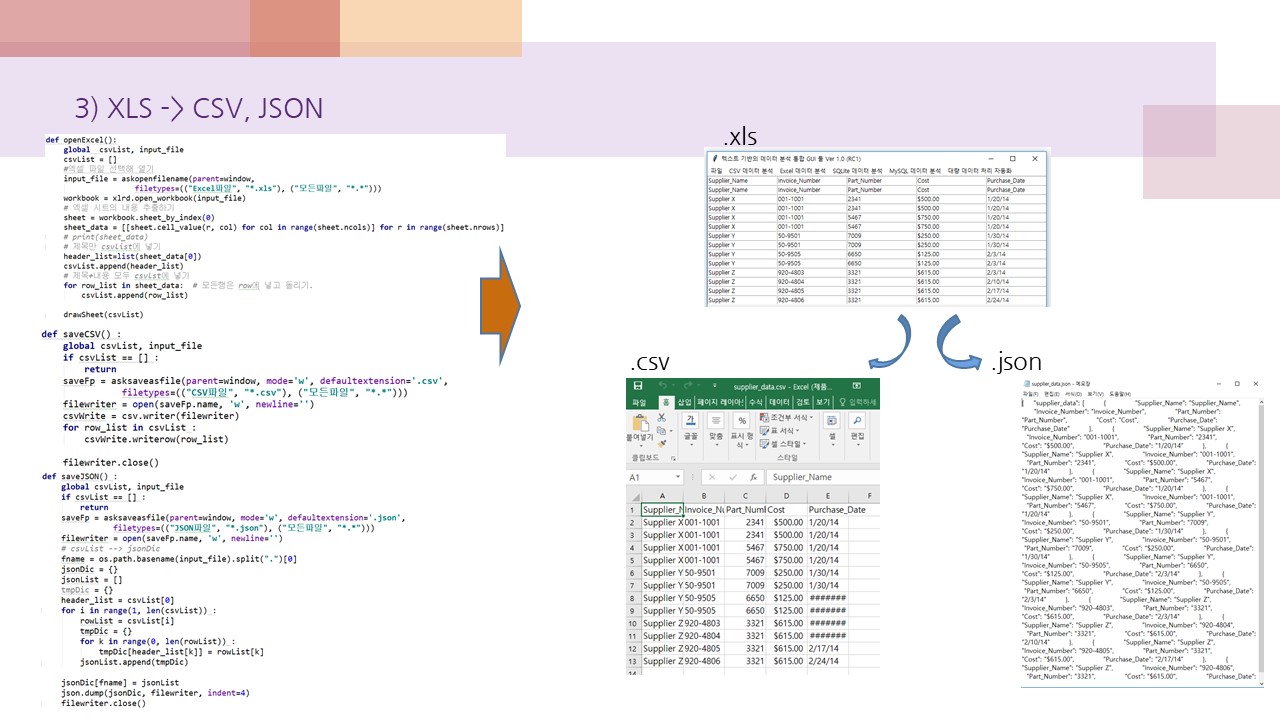 3) XLS -> CSV, JSON
def openExcel():
    global  csvList, input_file
    csvList = []
    #엑셀 파일 선택해 열기
    input_file = askopenfilename(parent=window,
                    filetypes=(("Excel파일", "*.xls"), ("모든파일", "*.*")))
    workbook = xlrd.open_workbook(input_file)
    # 엑셀 시트의 내용 추출하기
    sheet = workbook.sheet_by_index(0)
    sheet_data = [[sheet.cell_value(r, col) for col in range(sheet.ncols)] for r in range(sheet.nrows)]
    # print(sheet_data)
    # 제목만 csvList에 넣기
    header_list=list(sheet_data[0])
    csvList.append(header_list)
    # 제목+내용 모두 csvList에 넣기
    for row_list in sheet_data:  # 모든행은 row에 넣고 돌리기.
        csvList.append(row_list)
    drawSheet(csvList)
def saveCSV() :
    global csvList, input_file
    if csvList == [] :
        return
    saveFp = asksaveasfile(parent=window, mode='w', defaultextension='.csv',
               filetypes=(("CSV파일", "*.csv"), ("모든파일", "*.*")))
    filewriter = open(saveFp.name, 'w', newline='')
    csvWrite = csv.writer(filewriter)
    for row_list in csvList :
        csvWrite.writerow(row_list)
    filewriter.close()
def saveJSON() :
    global csvList, input_file
    if csvList == [] :
        return
    saveFp = asksaveasfile(parent=window, mode='w', defaultextension='.json',
               filetypes=(("JSON파일", "*.json"), ("모든파일", "*.*")))
    filewriter = open(saveFp.name, 'w', newline='')
    # csvList --> jsonDic
    fname = os.path.basename(input_file).split(".")[0]
    jsonDic = {}
    jsonList = []
    tmpDic = {}
    header_list = csvList[0]
    for i in range(1, len(csvList)) :
        rowList = csvList[i]
        tmpDic = {}
        for k in range(0, len(rowList)) :
            tmpDic[header_list[k]] = rowList[k]
        jsonList.append(tmpDic)
    jsonDic[fname] = jsonList
    json.dump(jsonDic, filewriter, indent=4)
    filewriter.close()
.xls
텍스트 기반의 데이터 분석 통합 GUI 툴 Ver 1.0 (RC1)
파일 CSV 데이터 분석 Excel 데이터 분석 SQLite 데이터 분석 MySQL 데이터 분석 대량 데이터 처리 자동화
Supplier_Name Invoice_Number Part_Number Cost Purchase_Date
Supplier_Name Invoice_Number Part_Number Cost Purchase_Date
Supplier X 001-1001 2341 $500.00 1/20/14
Supplier X 001-1001 2341 $500.00 1/20/14
Supplier X 001-1001 5467 $750.00 1/20/14
Supplier X 001-1001 5467 $750.00 1/20/14
Supplier Y 50-9501 7009 $250.00 1/30/14
Supplier Y 50-9501 7009 $250.00 1/30/14
Supplier Y 50-9505 6650 $125.00 2/3/14
Supplier Y 50-9505 6650 $125.00 2/3/14
Supplier Z 920-4803 3321 $615.00 2/3/14
Supplier Z 920-4804 3321 $615.00 2/10/14
Supplier Z 920-4805 3321 $615.00 2/17/14
Supplier Z 920-4806 3321 $615.00 2/24/14
.csv
supplier_data.csv - Excel (제품...
파일 홈 삽입 페이지 레이아 수식 데이터 검토 보기 입력하세
붙여넣기 글꼴 맞춤 표시 형식 조건부 서식 셀 편집
표 서식
셀 스타일
클립보드 스타일
A1 fx Supplier_Name
A B C D E F
1 Supplier_N Invoice_Nu Part_Numl Cost Purchase_Date
2 Supplier X 001-1001 2341 $500.00 1/20/14
3 Supplier X 001-1001 2341 $500.00 1/20/14
4 Supplier X 001-1001 5467 $750.00 1/20/14
5 Supplier X 001-1001 5467 $750.00 1/20/14
6 Supplier Y 50-9501 7009 $250.00 1/30/14
7 Supplier Y 50-9501 7009 $250.00 1/30/14
8 Supplier Y 50-9505 6650 $125.00 #######
9 Supplier Y 50-9505 6650 $125.00 #######
10 Supplier Z 920-4803 3321 $615.00 #######
11 Supplier Z 920-4804 3321 $615.00 #######
12 Supplier Z 920-4805 3321 $615.00 2/17/14
13 Supplier Z 920-4806 3321 $615.00 2/24/14
.json
supplier_data.json - 메모장
파일(F) 편집(E) 서식(O) 보기(V) 도움말(H)
{ "supplier_data": [ { "Supplier_Name": "Supplier_Name",
"Invoice_Number": "Invoice_Number", "Part_Number":
"Part_Number", "Cost": "Cost", "Purchase_Date":
"Purchase_Date" }, { "Supplier_Name": "Supplier X",
"Invoice_Number": "001-1001", "Part_Number": "2341",
"Cost": "$500.00", "Purchase_Date": "1/20/14" }, {
"Supplier_Name": "Supplier X", "Invoice_Number": "001-1001",
"Part_Number": "2341", "Cost": "$500.00", "Purchase_Date":
"1/20/14" }, { "Supplier_Name": "Supplier X",
"Invoice_Number": "001-1001", "Part_Number": "5467",
"Cost": "$750.00", "Purchase_Date": "1/20/14" }, {
"Supplier_Name": "Supplier X", "Invoice_Number": "001-1001",
"Part_Number": "5467", "Cost": "$750.00", "Purchase_Date":
"1/20/14" }, { "Supplier_Name": "Supplier Y",
"Invoice_Number": "50-9501", "Part_Number": "7009",
"Cost": "$250.00", "Purchase_Date": "1/30/14" }, {
"Supplier_Name": "Supplier Y", "Invoice_Number": "50-9501",
"Part_Number": "7009", "Cost": "$250.00", "Purchase_Date":
"1/30/14" }, { "Supplier_Name": "Supplier Y",
"Invoice_Number": "50-9505", "Part_Number": "6650",
"Cost": "$125.00", "Purchase_Date": "2/3/14" }, {
"Supplier_Name": "Supplier Y", "Invoice_Number": "50-9505",
"Part_Number": "6650", "Cost": "$125.00", "Purchase_Date":
"2/3/14" }, { "Supplier_Name": "Supplier Z",
"Invoice_Number": "920-4803", "Part_Number": "3321",
"Cost": "$615.00", "Purchase_Date": "2/3/14" }, {
"Supplier_Name": "Supplier Z", "Invoice_Number": "920-4804",
"Part_Number": "3321", "Cost": "$615.00", "Purchase_Date":
"2/10/14" }, { "Supplier_Name": "Supplier Z",
"Invoice_Number": "920-4805", "Part_Number": "3321",
"Cost": "$615.00", "Purchase_Date": "2/17/14" }, {
"Supplier_Name": "Supplier Z", "Invoice_Number": "920-4806",
"Part_Number": "3321", "Cost": "$615.00", "Purchase_Date":